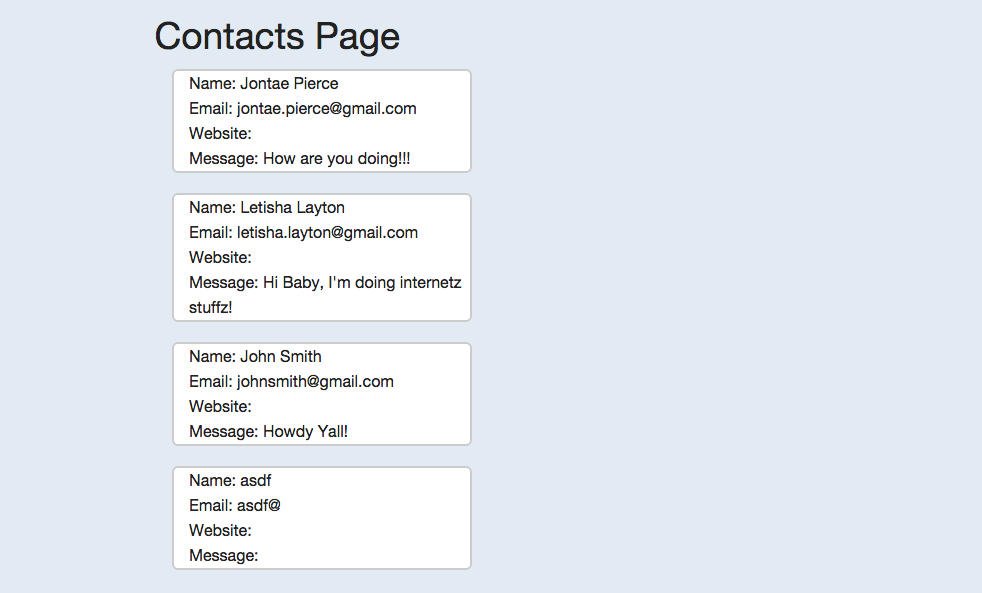 Contacts Page
Name: Jontae Pierce
Email: jontae.pierce@gmail.com
Website:
Message: How are you doing!!!
Name: Letisha Layton
Email: letisha.layton@gmail.com
Website:
Message: Hi Baby, I'm doing internetz
stuffz!
Name: John Smith
Email: johnsmith@gmail.com
Website:
Message: Howdy Yall!
Name: asdf
Email: asdf@
Website:
Message: